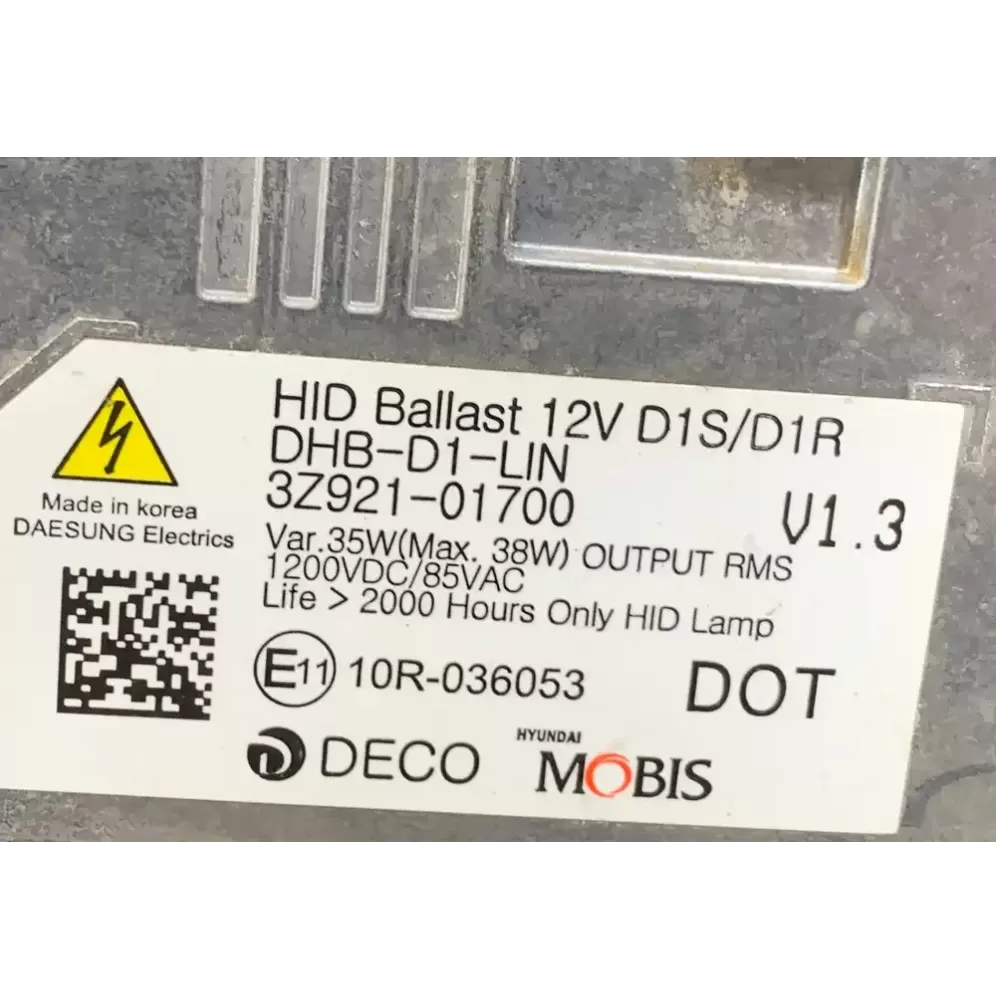 HID Ballast 12V D1S/D1R
DHB-D1-LIN
3Z921-01700
V1.3
Made in korea
DAESUNG Electrics
Var.35W(Max. 38W) OUTPUT RMS
1200VDC/85VAC
Life > 2000 Hours Only HID Lamp
E11 10R-036053
DOT
DECO
HYUNDAI
MOBIS